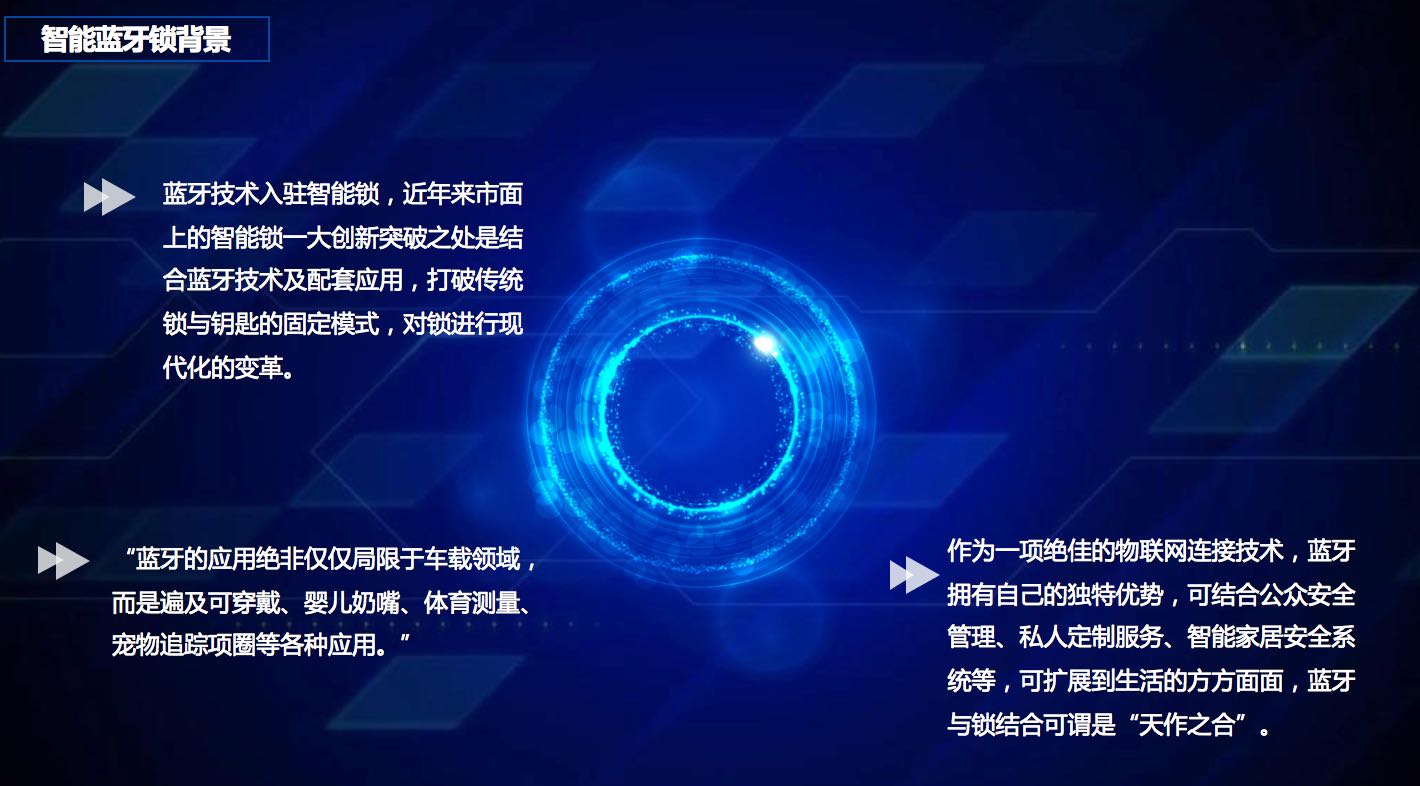 智能蓝牙锁背景
蓝牙技术入驻智能锁，近年来市面
上的智能锁一大创新突破之处是结
合蓝牙技术及配套应用，打破传统
锁与钥匙的固定模式，对锁进行现
代化的变革。
“蓝牙的应用绝非仅仅局限于车载领域，
而是遍及可穿戴、婴儿奶嘴、体育测量、
宠物追踪项圈等各种应用。”
作为一项绝佳的物联网连接技术，蓝牙
拥有自己的独特优势，可结合公众安全
管理、私人定制服务、智能家居安全系
统等，可扩展到生活的方方面面，蓝牙
与锁结合可谓是“天作之合”。